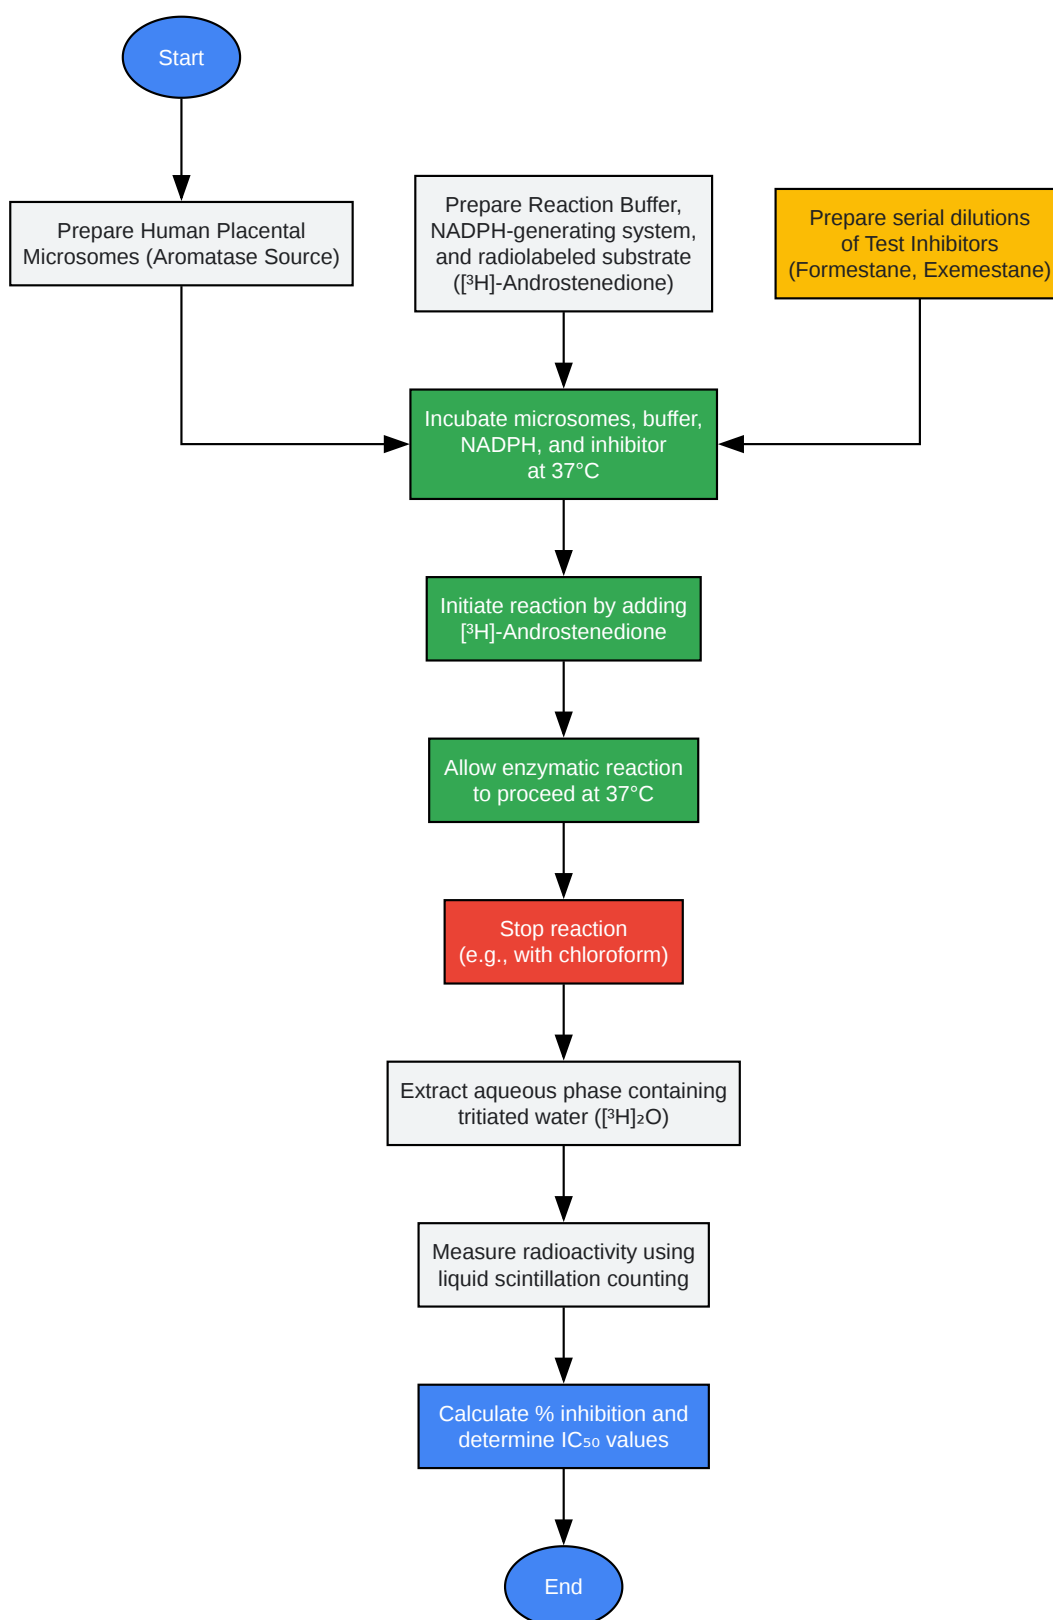 Start
Prepare Human Placental
Microsomes (Aromatase Source)
Prepare Reaction Buffer,
NADPH-generating system,
and radiolabeled substrate
([³H]-Androstenedione)
Prepare serial dilutions
of Test Inhibitors
(Formestane, Exemestane)
Incubate microsomes, buffer,
NADPH, and inhibitor
at 37°C
Initiate reaction by adding
[³H]-Androstenedione
Allow enzymatic reaction
to proceed at 37°C
Stop reaction
(e.g., with chloroform)
Extract aqueous phase containing
tritiated water ([³H]₂O)
Measure radioactivity using
liquid scintillation counting
Calculate % inhibition and
determine IC₅₀ values
End